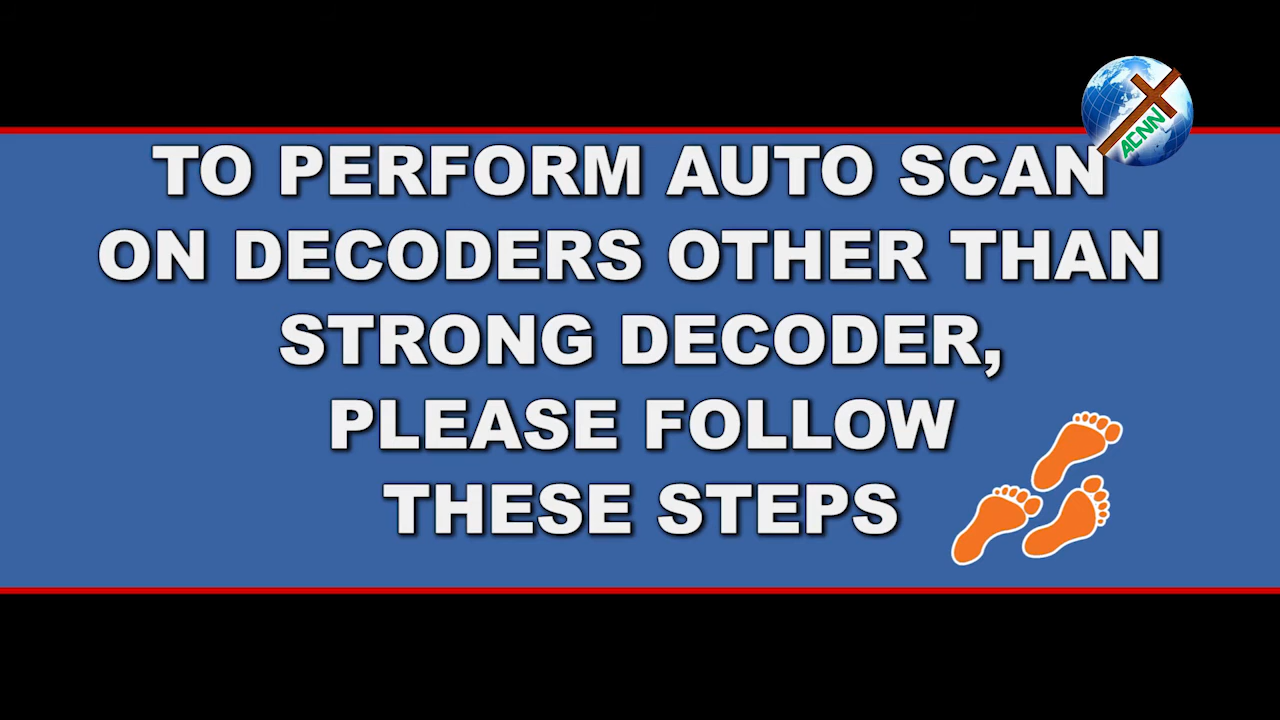 ACNN
TO PERFORM AUTO SCAN
ON DECODERS OTHER THAN
STRONG DECODER,
PLEASE FOLLOW
THESE STEPS